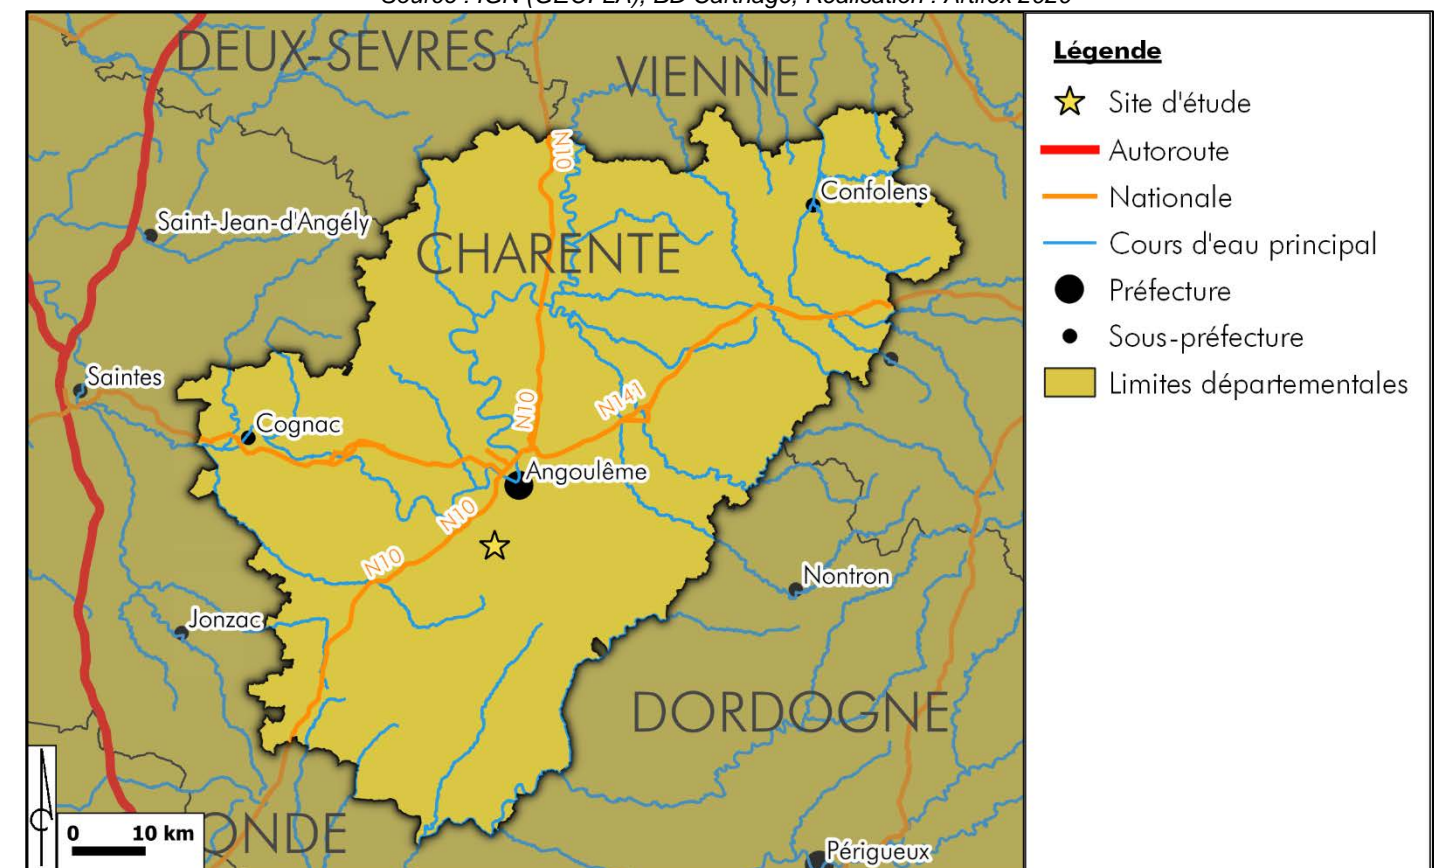 DEUX-SEVRES
VIENNE
N10
Confolens
Saint-Jean-d'Angély
CHARENTE
Saintes
N10
N141
Cognac
Angoulême
N10
N10
Nontron
Jonzac
DORDOGNE
ONDE
0 10 km
Périgueux
Légende
Site d'étude
Autoroute
Nationale
Cours d'eau principal
Préfecture
Sous-préfecture
Limites départementales